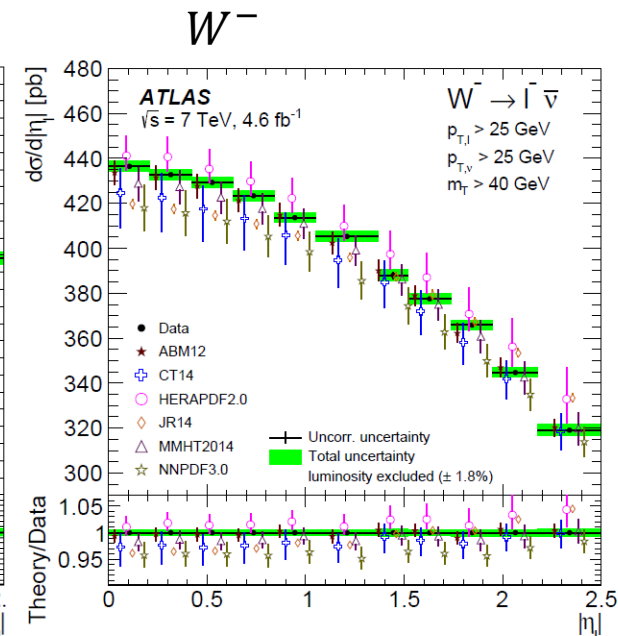 W⁻
dσ/d|η_l| [pb]
480
460
440
420
400
380
360
340
320
300
ATLAS
√s = 7 TeV, 4.6 fb⁻¹
W⁻ → l⁻ ν̄
p_T,l > 25 GeV
p_T,ν > 25 GeV
m_T > 40 GeV
Data
ABM12
CT14
HERAPDF2.0
JR14
MMHT2014
NNPDF3.0
Uncorr. uncertainty
Total uncertainty
luminosity excluded (± 1.8%)
Theory/Data
1.05
1
0.95
0 0.5 1 1.5 2 2.5
|η_l|